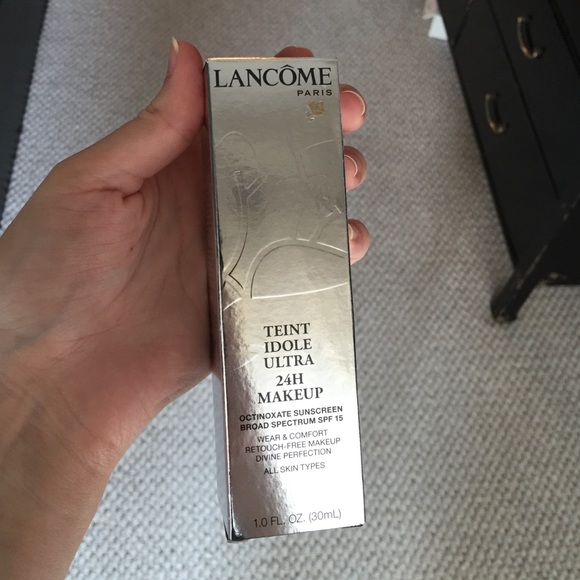 LANCÔME
PARIS
TEINT
IDOLE
ULTRA
24H
MAKEUP
OCTINOXATE SUNSCREEN
BROAD SPECTRUM SPF 15
WEAR & COMFORT
RETOUCH-FREE MAKEUP
DIVINE PERFECTION
ALL SKIN TYPES
1.0 FL. OZ. (30mL)